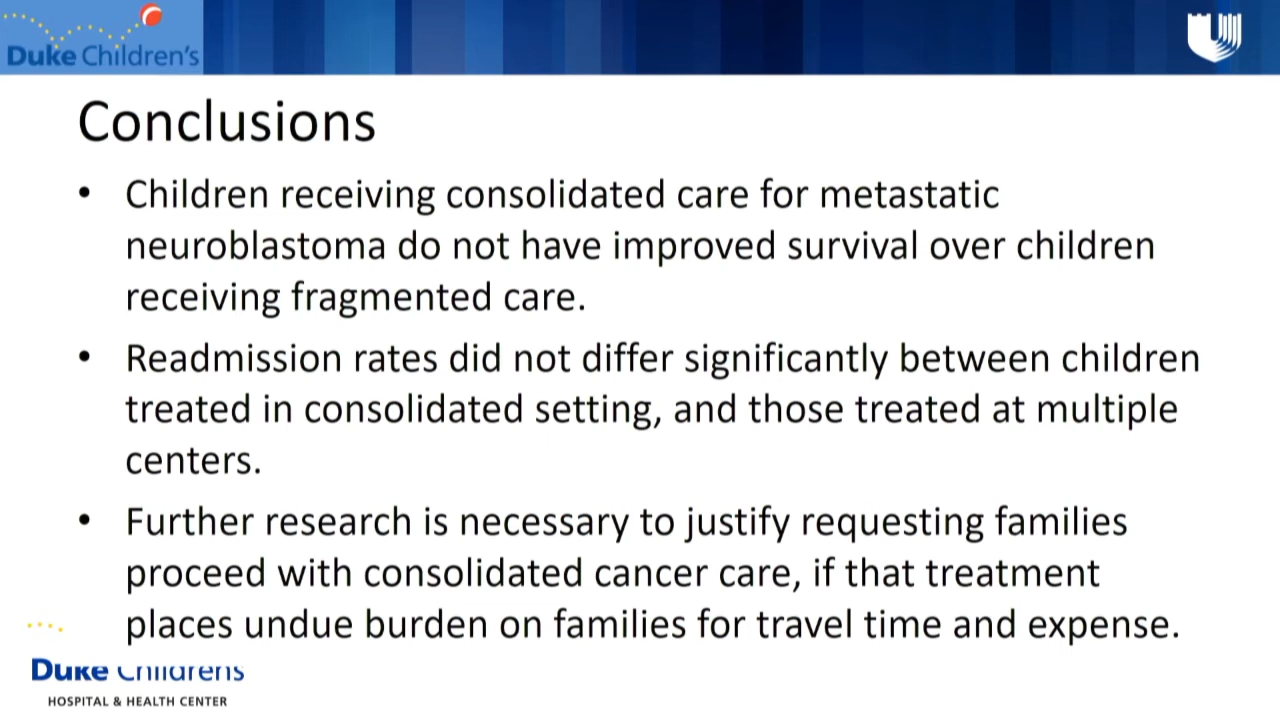 Duke Children's
Conclusions
• Children receiving consolidated care for metastatic
neuroblastoma do not have improved survival over children
receiving fragmented care.
• Readmission rates did not differ significantly between children
treated in consolidated setting, and those treated at multiple
centers.
• Further research is necessary to justify requesting families
proceed with consolidated cancer care, if that treatment
places undue burden on families for travel time and expense.
Duke Childrens
HOSPITAL & HEALTH CENTER